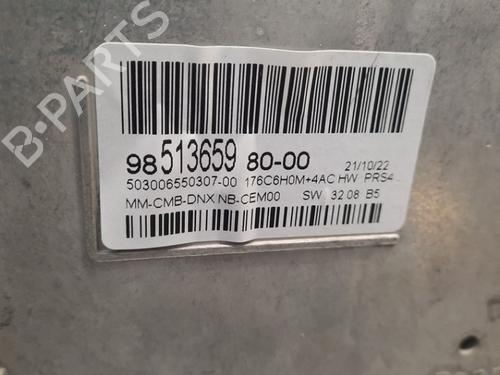 B-PARTS
98 513659 80-00
21/10/22
503006550307-00 176C6H0M+4AC HW PRS4..
MM-CMB-DNX NB-CEM00 SW 32.08 B5